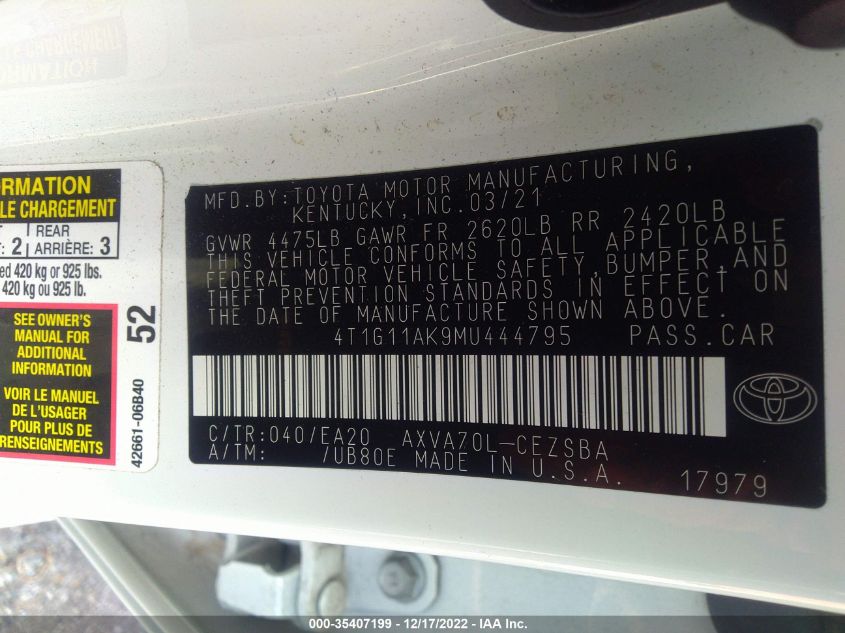 LE CHARGEMENT
ORMATION
ORMATION
LE CHARGEMENT
2 | REAR
ARRIÈRE: 3
ed 420 kg or 925 lbs.
420 kg ou 925 lb.
SEE OWNER'S
MANUAL FOR
ADDITIONAL
INFORMATION
VOIR LE MANUEL
DE L'USAGER
POUR PLUS DE
RENSEIGNEMENTS
52
42661-06B40
MFD.BY:TOYOTA MOTOR MANUFACTURING,
KENTUCKY,INC.03/21
GVWR 4475LB GAWR FR 2620LB RR 2420LB
THIS VEHICLE CONFORMS TO ALL APPLICABLE
FEDERAL MOTOR VEHICLE SAFETY,BUMPER,AND
THEFT PREVENTION STANDARDS IN EFFECT ON
THE DATE OF MANUFACTURE SHOWN ABOVE.
4T1G11AK9MU444795 PASS.CAR
C/TR:040/EA20 AXVA70L-CEZSBA
A/TM: /UB80E MADE IN U.S.A.
17979
000-35407199 - 12/17/2022 - IAA Inc.